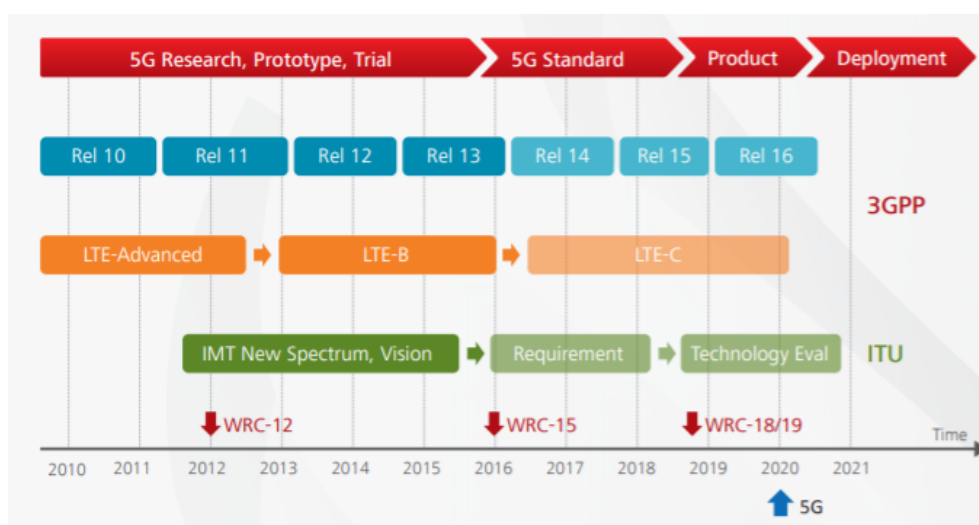 5G Research, Prototype, Trial
5G Standard
Product
Deployment
Rel 10
Rel 11
Rel 12
Rel 13
Rel 14
Rel 15
Rel 16
3GPP
LTE-Advanced
LTE-B
LTE-C
IMT New Spectrum, Vision
Requirement
Technology Eval
ITU
WRC-12
WRC-15
WRC-18/19
Time
2010
2011
2012
2013
2014
2015
2016
2017
2018
2019
2020
2021
5G